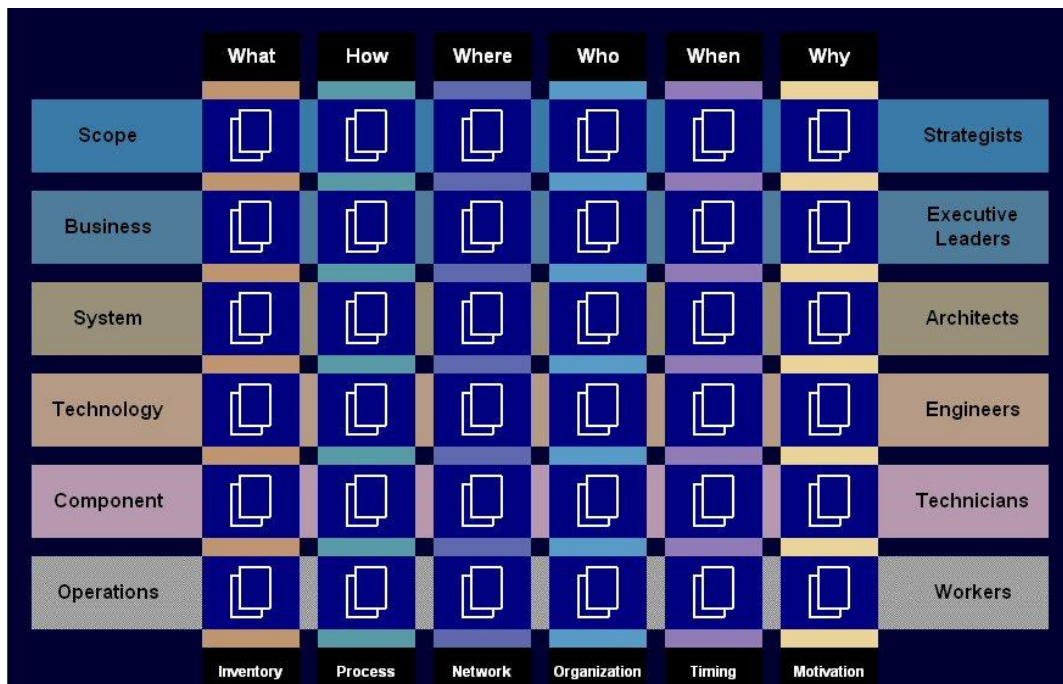 What How Where Who When Why
Scope Strategists
Business Executive
Leaders
System Architects
Technology Engineers
Component Technicians
Operations Workers
Inventory Process Network Organization Timing Motivation